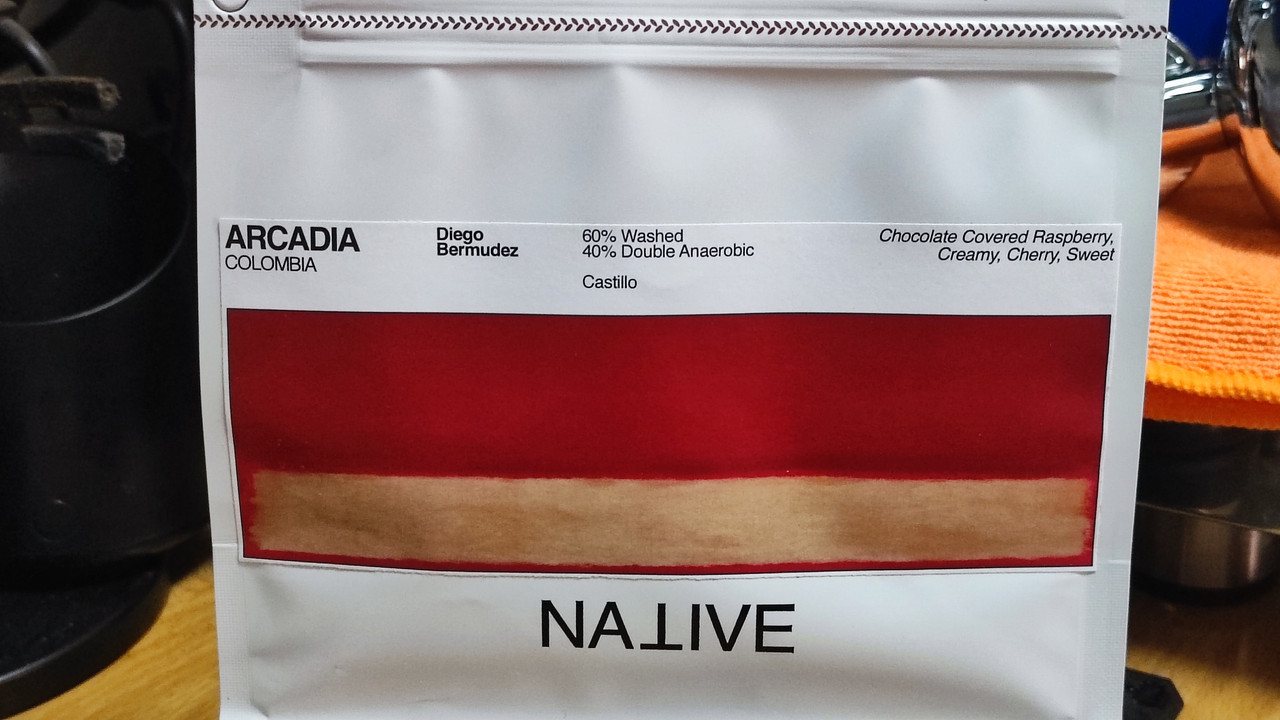 ARCADIA
COLOMBIA
Diego
Bermudez
60% Washed
40% Double Anaerobic
Castillo
Chocolate Covered Raspberry,
Creamy, Cherry, Sweet
NATIVE